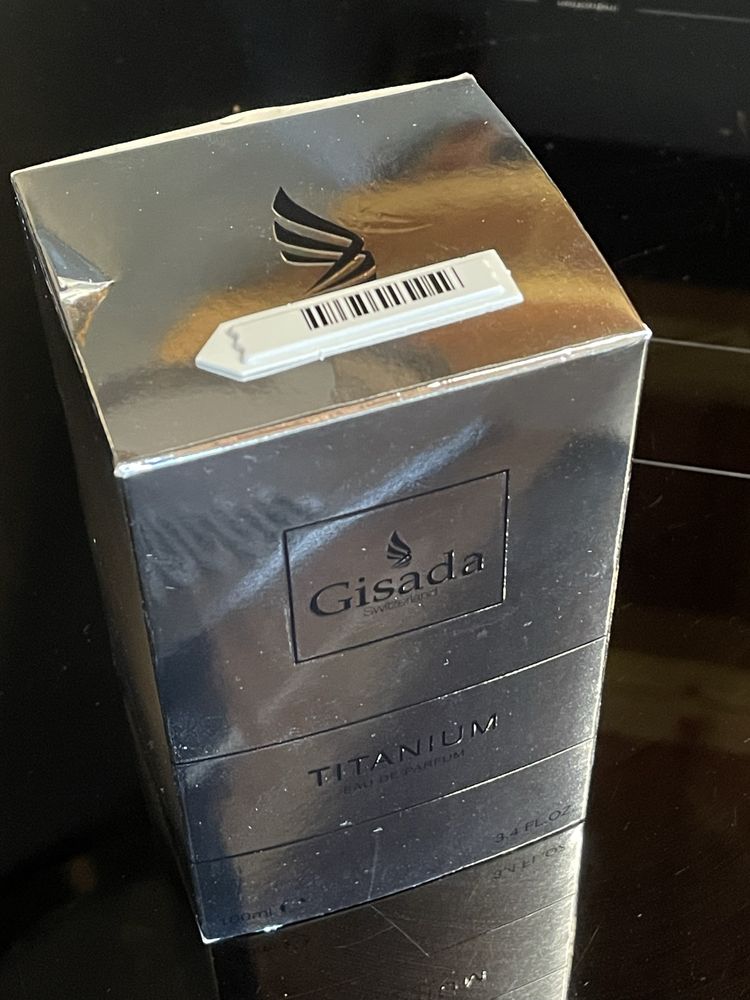 Gisada
Switzerland
TITANIUM
EAU DE PARFUM
3.4 FL.OZ
100ml